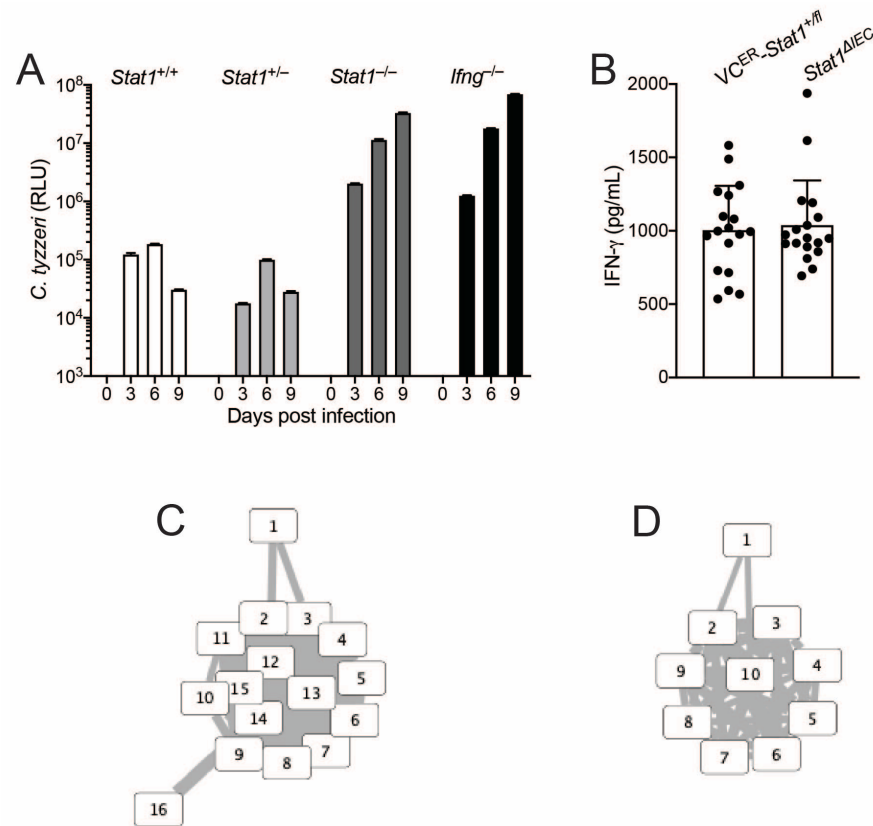 A
Stat1+/+ Stat1+/– Stat1–/– Ifng–/–
C. tyzzeri (RLU)
10⁸
10⁷
10⁶
10⁵
10⁴
10³
0 3 6 9 0 3 6 9 0 3 6 9 0 3 6 9
Days post infection
B
VCER-Stat1+/fl
Stat1ΔIEC
IFN-γ (pg/mL)
2000
1500
1000
500
0
C
1
2 3
11 4
12
5
15 13
10
14 6
9 7
8
16
D
1
2 3
9 10 4
8 5
7 6